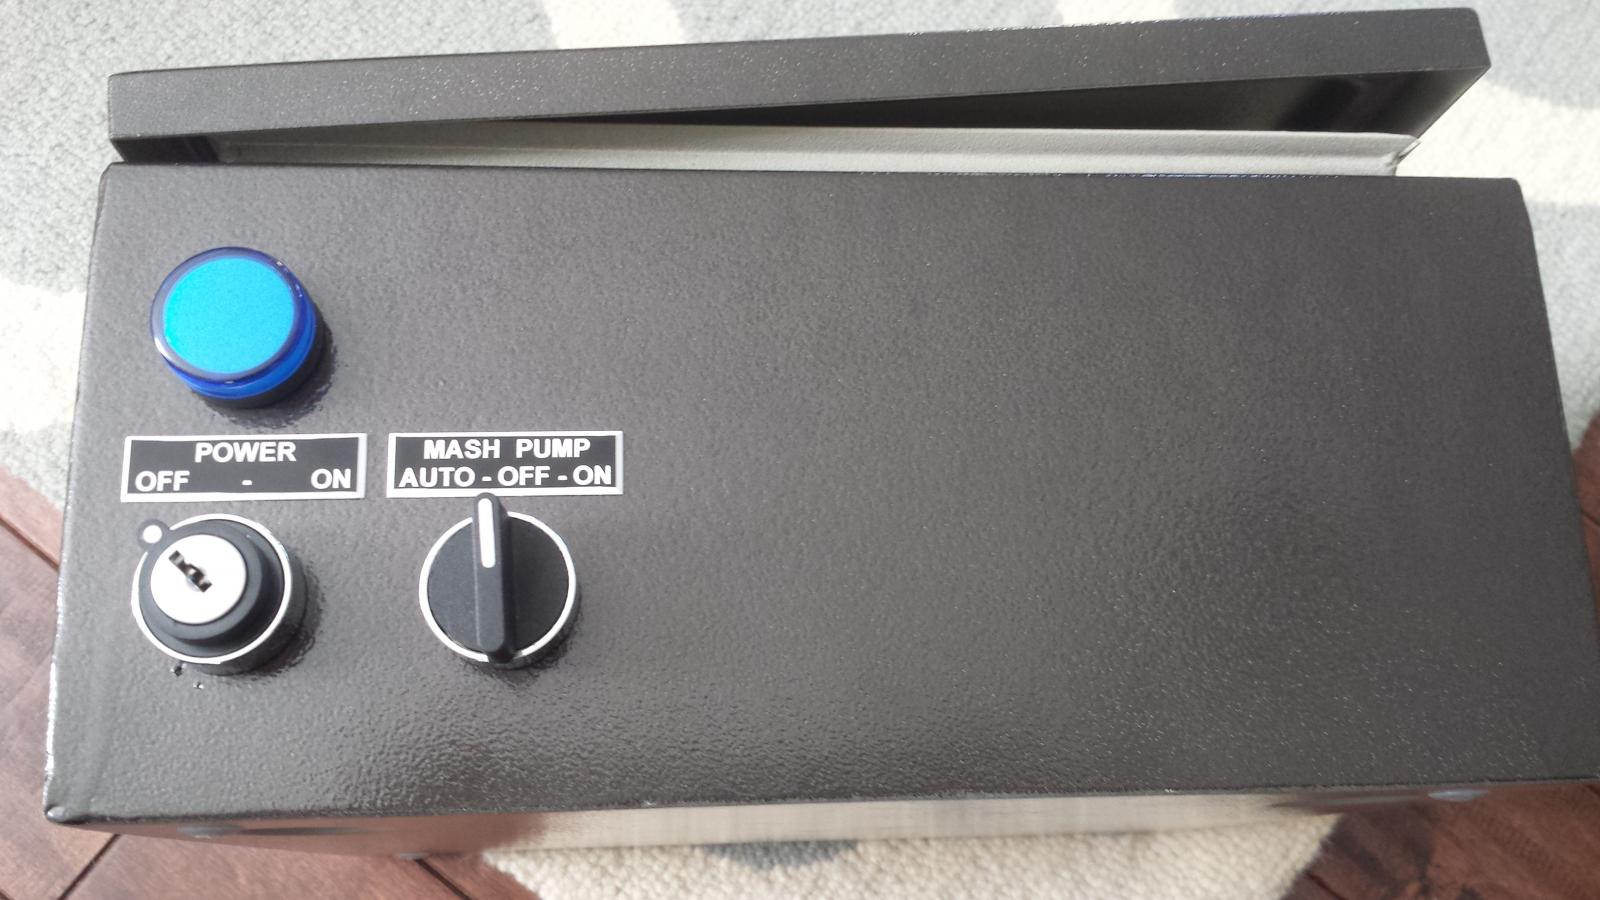 POWER
OFF - ON
MASH PUMP
AUTO - OFF - ON